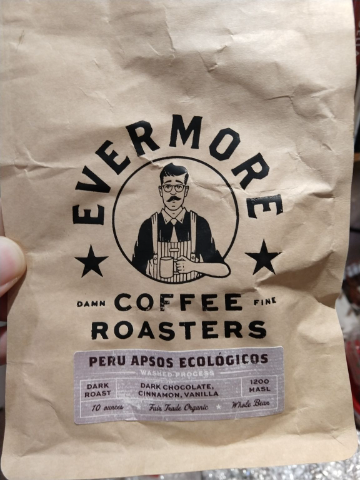 EVERMORE
DAMN COFFEE FINE
ROASTERS
PERU APSOS ECOLÓGICOS
WASHED PROCESS
DARK ROAST
DARK CHOCOLATE, CINNAMON, VANILLA
1200 MASL
10 ounces
Fair Trade Organic
Whole Bean